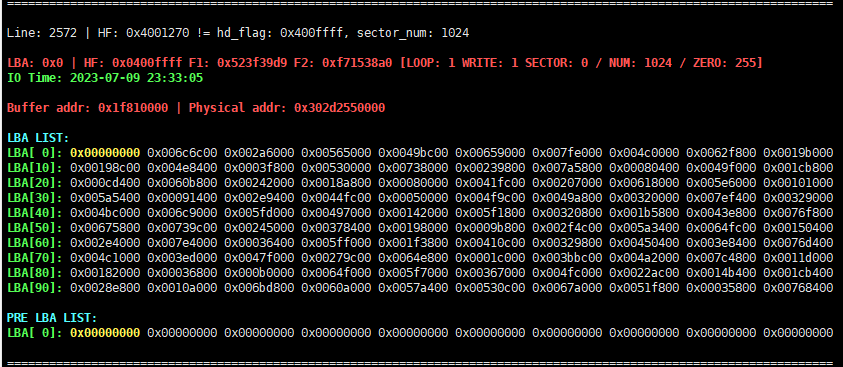 ======================================================================================================================
Line: 2572 | HF: 0x4001270 != hd_flag: 0x400ffff, sector_num: 1024
LBA: 0x0 | HF: 0x0400ffff F1: 0x523f39d9 F2: 0xf71538a0 [LOOP: 1 WRITE: 1 SECTOR: 0 / NUM: 1024 / ZERO: 255]
IO Time: 2023-07-09 23:33:05
Buffer addr: 0x1f810000 | Physical addr: 0x302d2550000
LBA LIST:
LBA[ 0]: 0x00000000 0x006c6c00 0x002a6000 0x00565000 0x0049bc00 0x00659000 0x007fe000 0x004c0000 0x0062f800 0x0019b000
LBA[10]: 0x00198c00 0x004e8400 0x0003f800 0x00530000 0x00738000 0x00239800 0x007a5800 0x00080400 0x0049f000 0x001cb800
LBA[20]: 0x000cd400 0x0060b800 0x00242000 0x0018a800 0x00080000 0x0041fc00 0x00207000 0x00618000 0x005e6000 0x00101000
LBA[30]: 0x005a5400 0x00091400 0x002e9400 0x0044fc00 0x00050000 0x004f9c00 0x0049a800 0x00320000 0x007ef400 0x00329000
LBA[40]: 0x004bc000 0x006c9000 0x005fd000 0x00497000 0x00142000 0x005f1800 0x00320800 0x001b5800 0x0043e800 0x0076f800
LBA[50]: 0x00675800 0x00739c00 0x00245000 0x00378400 0x00198000 0x0009b800 0x002f4c00 0x005a3400 0x0064fc00 0x00150400
LBA[60]: 0x002e4000 0x007e4000 0x00036400 0x005ff000 0x001f3800 0x00410c00 0x00329800 0x00450400 0x003e8400 0x0076d400
LBA[70]: 0x004c1000 0x003ed000 0x0047f000 0x00279c00 0x0064e800 0x0001c000 0x003bbc00 0x004a2000 0x007c4800 0x0011d000
LBA[80]: 0x00182000 0x00036800 0x000b0000 0x0064f000 0x005f7000 0x00367000 0x004fc000 0x0022ac00 0x0014b400 0x001cb400
LBA[90]: 0x0028e800 0x0010a000 0x006bd800 0x0060a000 0x0057a400 0x00530c00 0x0067a000 0x0051f800 0x00035800 0x00768400
PRE LBA LIST:
LBA[ 0]: 0x00000000 0x00000000 0x00000000 0x00000000 0x00000000 0x00000000 0x00000000 0x00000000 0x00000000 0x00000000
======================================================================================================================